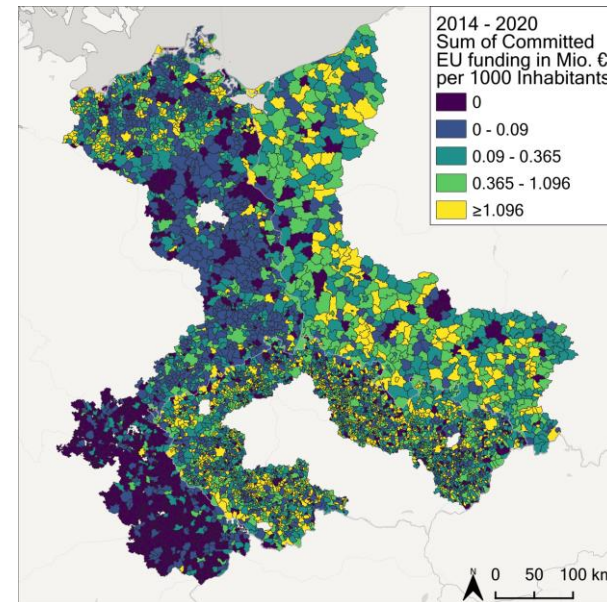 2014 - 2020
Sum of Committed
EU funding in Mio. €
per 1000 Inhabitants
0
0 - 0.09
0.09 - 0.365
0.365 - 1.096
≥1.096
N
0 50 100 km